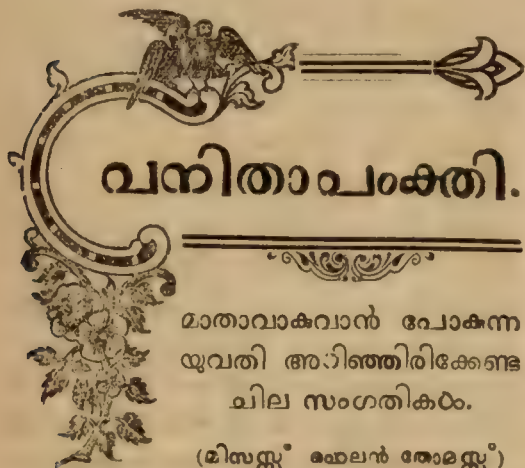 വനിതാപംക്തി.
മാതാവാകുവാൻ പോകുന്ന
യുവതി അറിഞ്ഞിരിക്കേണ്ട
ചില സംഗതികൾ.
(മിസസ്സ് ഹെലൻ തോമസ്സ്)